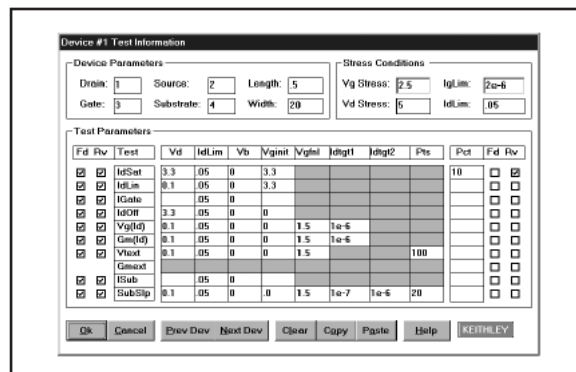 Device #1 Test Information
Device Parameters
Stress Conditions
Drain: 1 Source: 2 Length: .5
Vg Stress: 2.5 IgLim: 2e-6
Gate: 3 Substrate: 4 Width: 20
Vd Stress: 5 IdLim: .05
Test Parameters
Fd Rv Test Vd IdLim Vb Vginit Vgfnl Idtgt1 Idtgt2 Pts Pct Fd Rv
IdSat 3.3 .05 0 3.3 10
IdLin 0.1 .05 0 3.3
IGate .05 0
IdOff 3.3 .05 0 0
Vg(Id) 0.1 .05 0 0 1.5 1e-6
Gm(Id) 0.1 .05 0 0 1.5 1e-6
Vtext 0.1 .05 0 0 1.5 100
Gmext
ISub .05 0
SubSlp 0.1 .05 0 .0 1.5 1e-7 1e-6 20
Ok Cancel Prev Dev Next Dev Clear Copy Paste Help KEITHLEY